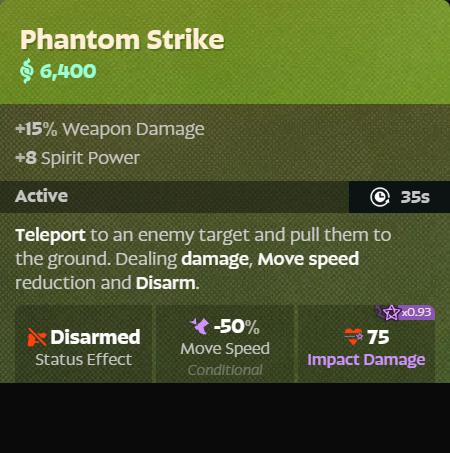 Phantom Strike
6,400
+15% Weapon Damage
+8 Spirit Power
Active 35s
Teleport to an enemy target and pull them to
the ground. Dealing damage, Move speed
reduction and Disarm.
x0.93
Disarmed
Status Effect
-50%
Move Speed
Conditional
75
Impact Damage